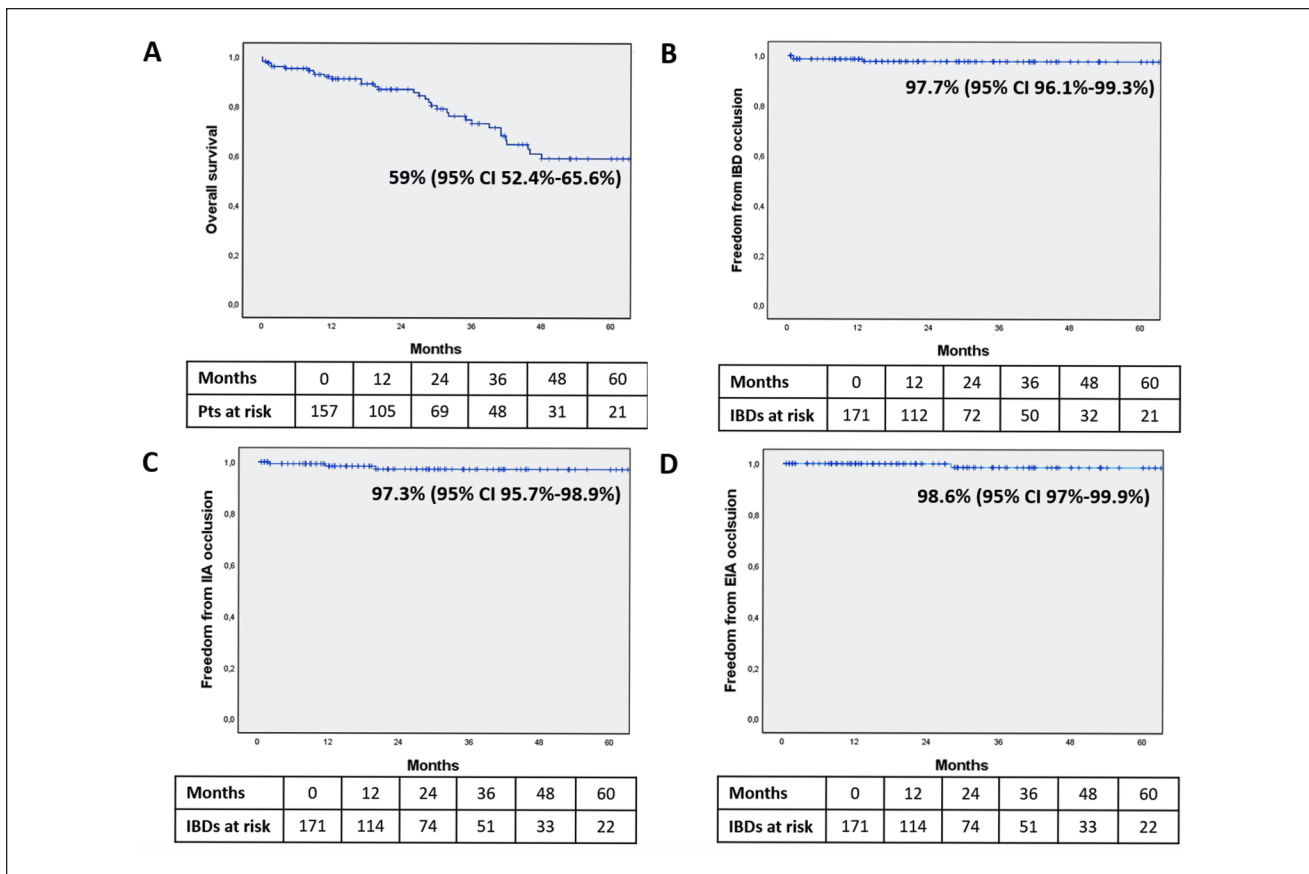 A
1,0
0,8
0,6
0,4
0,2
0,0
Overall survival
59% (95% CI 52.4%-65.6%)
0 12 24 36 48 60
Months
Months 0 12 24 36 48 60
Pts at risk 157 105 69 48 31 21
B
1,0
0,8
0,6
0,4
0,2
0,0
Freedom from IBD occlusion
97.7% (95% CI 96.1%-99.3%)
0 12 24 36 48 60
Months
Months 0 12 24 36 48 60
IBDs at risk 171 112 72 50 32 21
C
1,0
0,8
0,6
0,4
0,2
0,0
Freedom from IIA occlusion
97.3% (95% CI 95.7%-98.9%)
0 12 24 36 48 60
Months
Months 0 12 24 36 48 60
IBDs at risk 171 114 74 51 33 22
D
1,0
0,8
0,6
0,4
0,2
0,0
Freedom from EIA occlsuion
98.6% (95% CI 97%-99.9%)
0 12 24 36 48 60
Months
Months 0 12 24 36 48 60
IBDs at risk 171 114 74 51 33 22